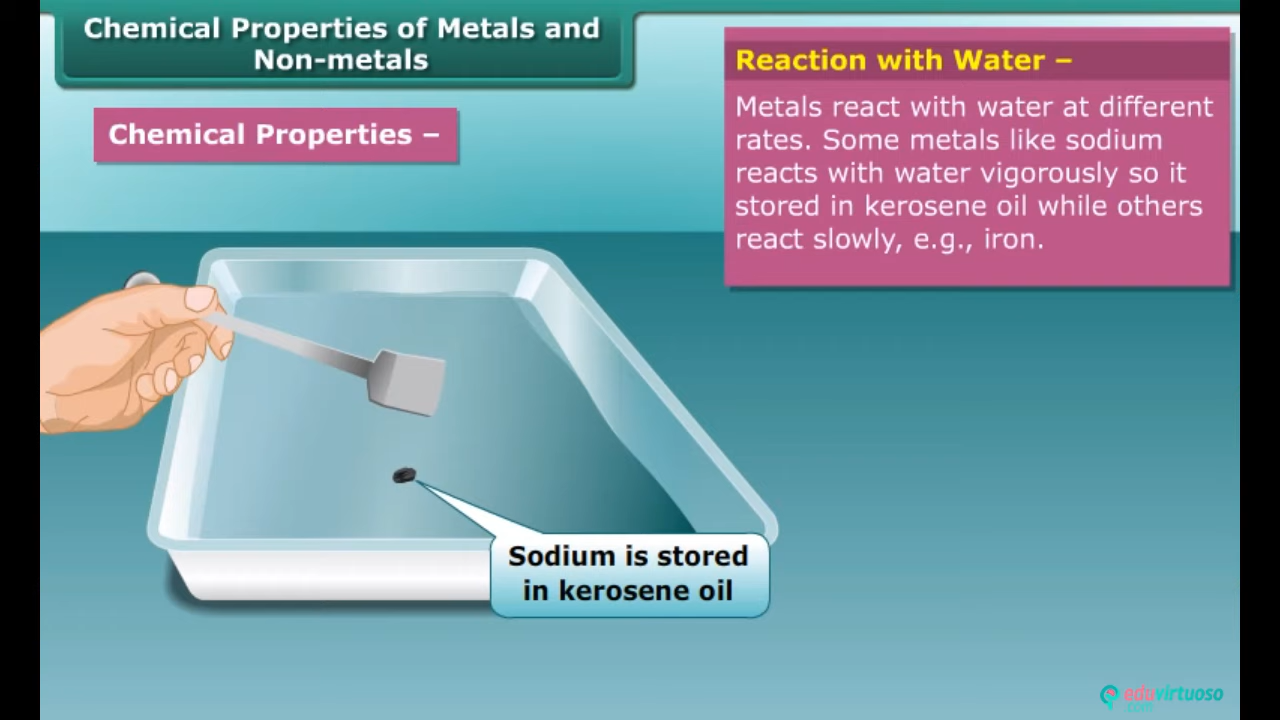 Chemical Properties of Metals and
Non-metals
Chemical Properties –
Reaction with Water –
Metals react with water at different
rates. Some metals like sodium
reacts with water vigorously so it
stored in kerosene oil while others
react slowly, e.g., iron.
Sodium is stored
in kerosene oil
eduvirtuoso
.com